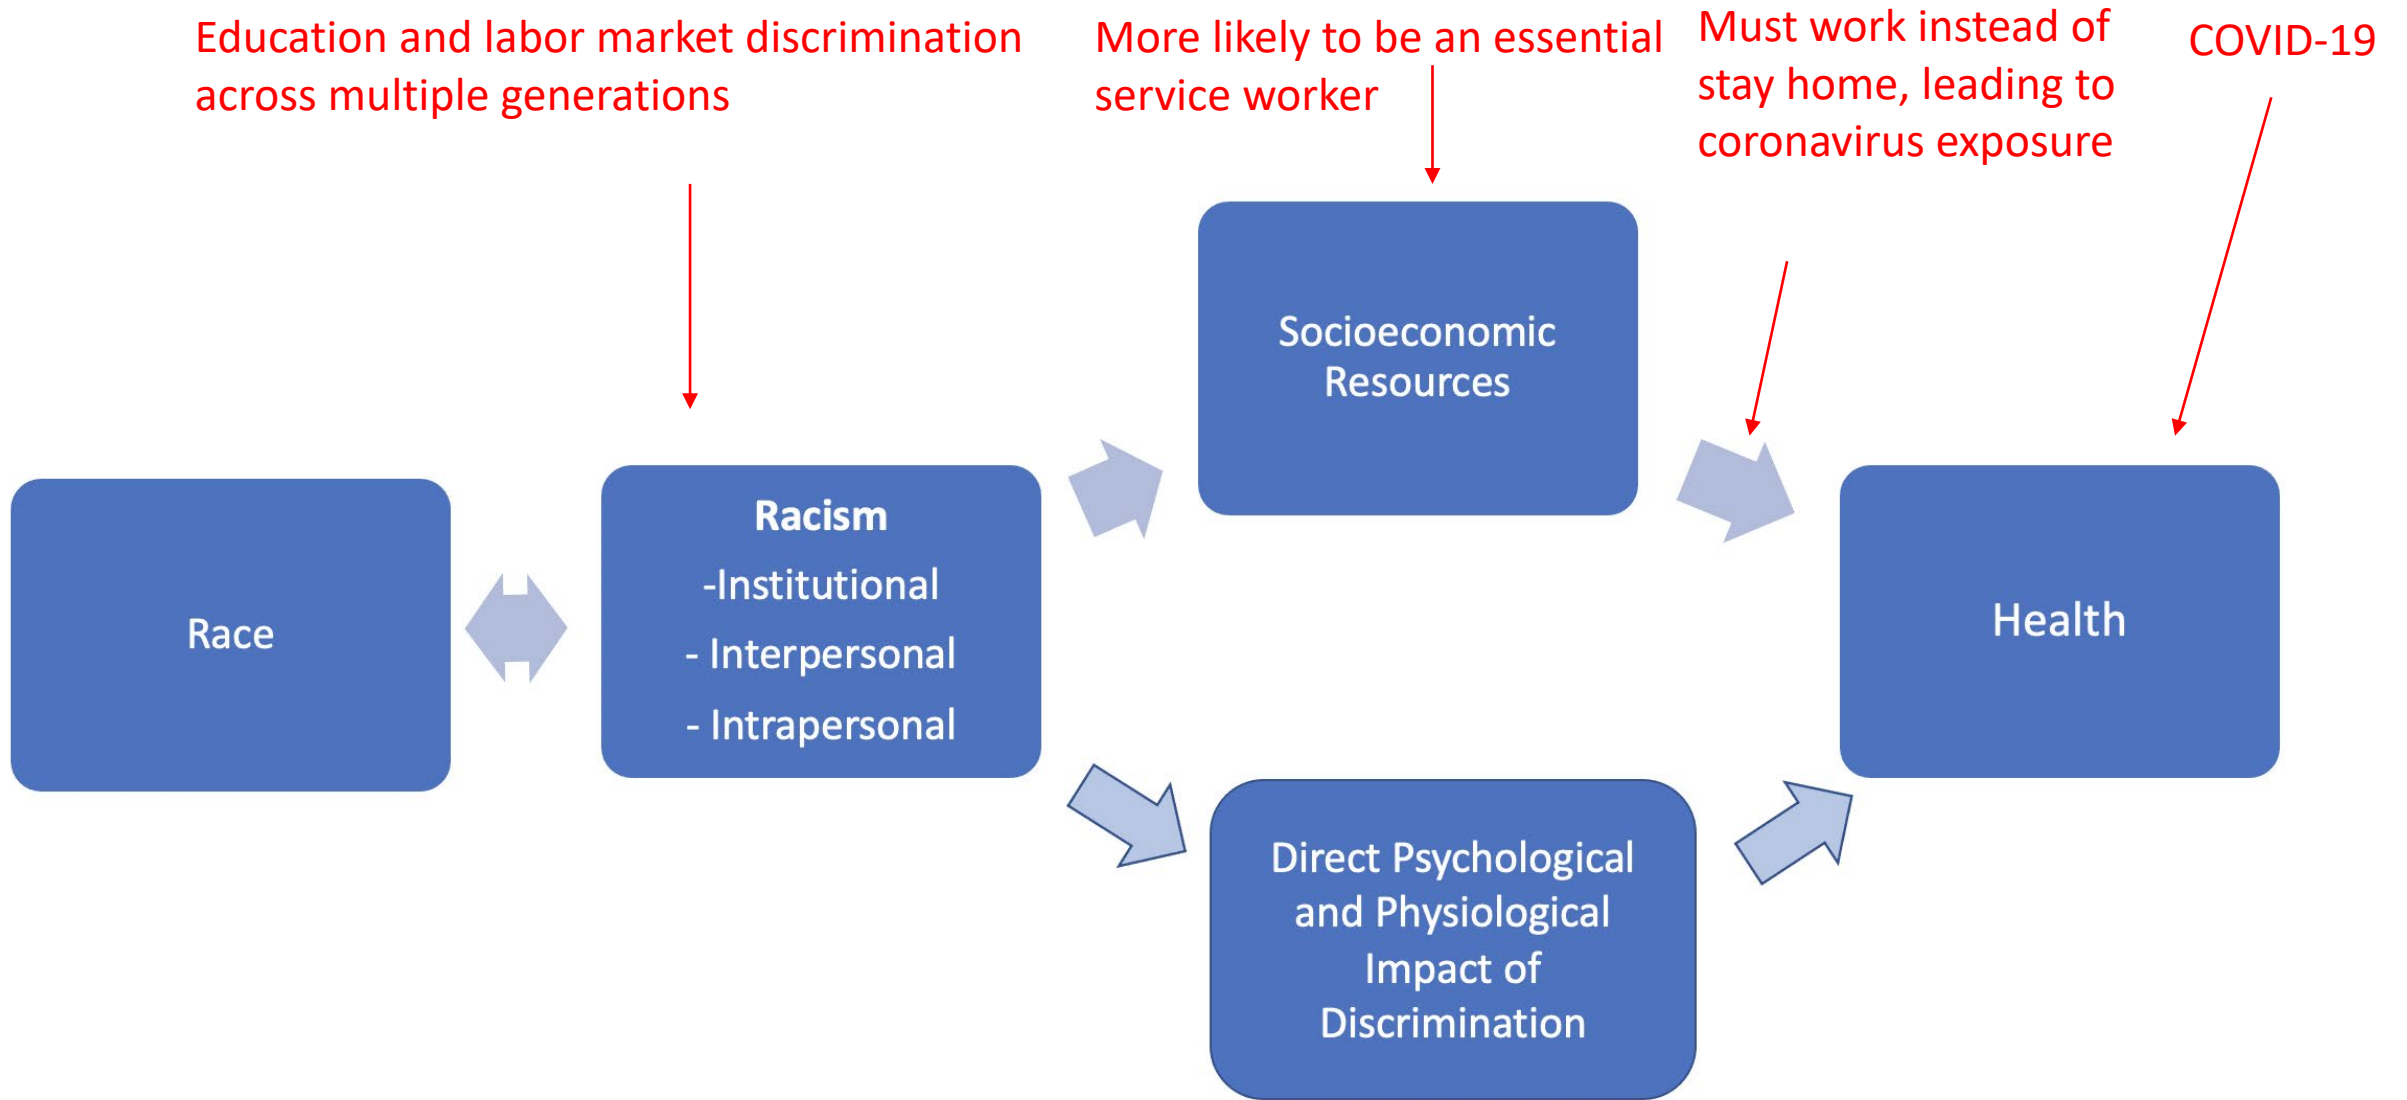 Education and labor market discrimination
across multiple generations
More likely to be an essential
service worker
Must work instead of
stay home, leading to
coronavirus exposure
COVID-19
Race
Racism
-Institutional
- Interpersonal
- Intrapersonal
Socioeconomic
Resources
Direct Psychological
and Physiological
Impact of
Discrimination
Health